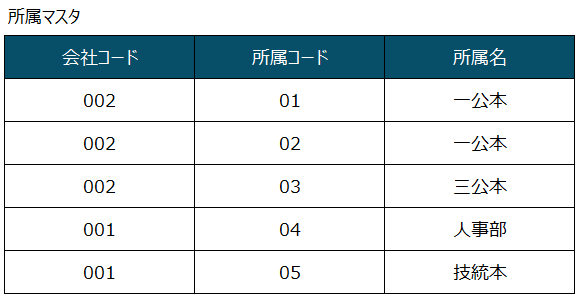 所属マスタ
会社コード 所属コード 所属名
002 01 一公本
002 02 一公本
002 03 三公本
001 04 人事部
001 05 技統本